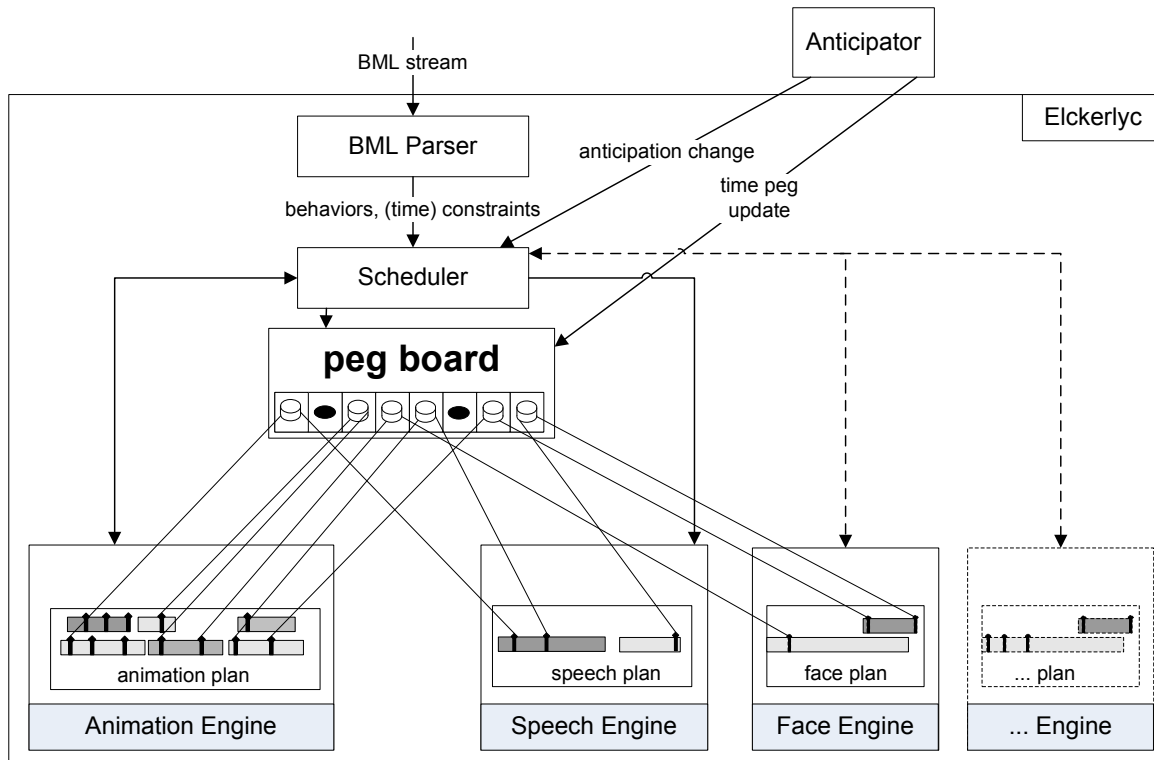 Anticipator
BML stream
Elckerlyc
BML Parser
anticipation change
time peg
update
behaviors, (time) constraints
Scheduler
peg board
animation plan
speech plan
face plan
... plan
Animation Engine
Speech Engine
Face Engine
... Engine